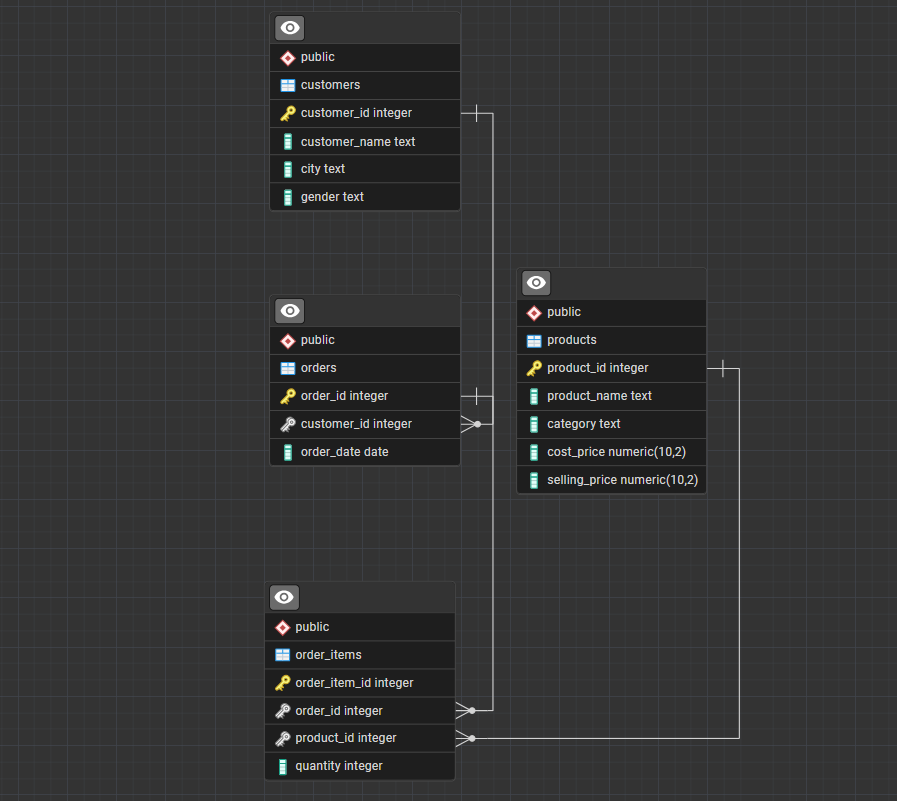 public
customers
customer_id integer
customer_name text
city text
gender text
public
orders
order_id integer
customer_id integer
order_date date
public
products
product_id integer
product_name text
category text
cost_price numeric(10,2)
selling_price numeric(10,2)
public
order_items
order_item_id integer
order_id integer
product_id integer
quantity integer